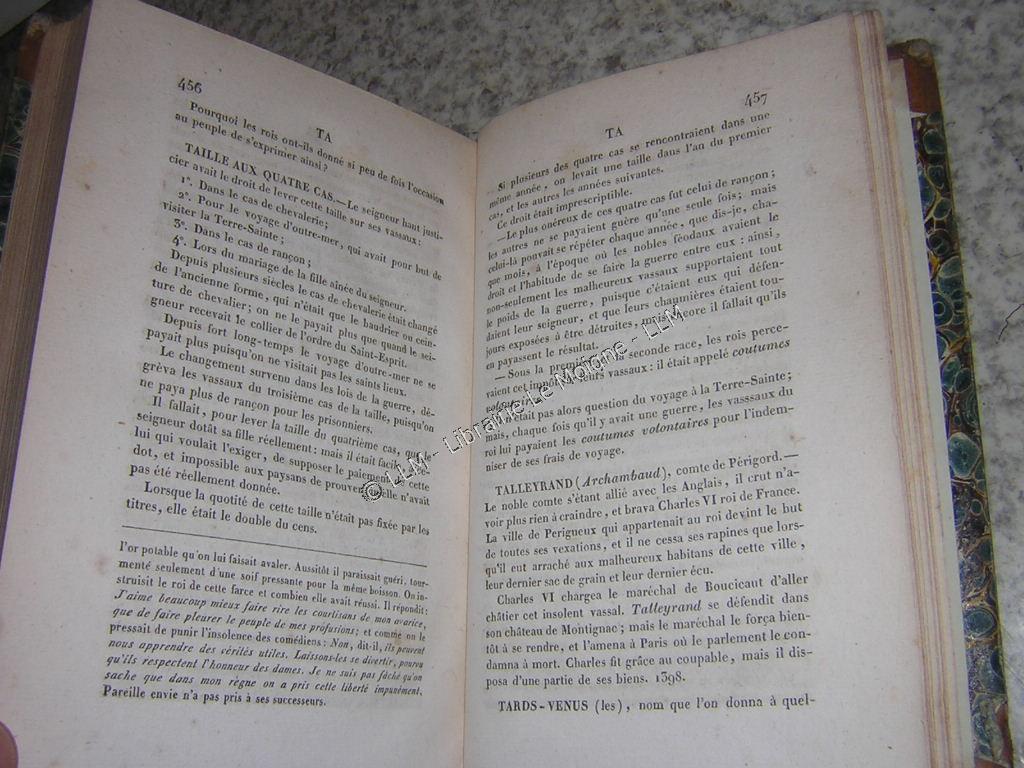 456
TA
Pourquoi les rois ont-ils donné si peu de fois l'occasion
au peuple de s'exprimer ainsi?
TAILLE AUX QUATRE CAS.—Le seigneur haut justi-
cier avait le droit de lever cette taille sur ses vassaux:
1°. Dans le cas de chevalerie;
2°. Pour le voyage d'outre-mer, qui avait pour but de
visiter la Terre-Sainte;
3°. Dans le cas de rançon;
4°. Lors du mariage de la fille aînée du seigneur.
Depuis plusieurs siècles le cas de chevalerie était changé
de l'ancienne forme, qui n'était que le baudrier ou cein-
ture de chevalier; on ne le payait plus que quand le sei-
gneur recevait le collier de l'ordre du Saint-Esprit.
Depuis fort long-temps le voyage d'outre-mer ne se
payait plus puisqu'on ne visitait pas les saints lieux.
Le changement survenu dans les lois de la guerre, dé-
grèva les vassaux du troisième cas de la taille, puisqu'on
ne paya plus de rançon pour les prisonniers.
Il fallait, pour lever la taille du quatrième cas, que le
seigneur dotât sa fille réellement: mais il était facile à ce-
lui qui voulait l'exiger, de supposer le paiement de cette
dot, et impossible aux paysans de prouver qu'elle n'avait
pas été réellement donnée.
Lorsque la quotité de cette taille n'était pas fixée par les
titres, elle était le double du cens.
l'or potable qu'on lui faisait avaler. Aussitôt il paraissait guéri, tour-
menté seulement d'une soif pressante pour la même boisson. On in-
struisit le roi de cette farce et combien elle avait réussi. Il répondit:
J'aime beaucoup mieux faire rire les courtisans de mon avarice,
que de faire pleurer le peuple de mes profusions; et comme on le
pressait de punir l'insolence des comédiens: Non, dit-il, ils peuvent
nous apprendre des vérités utiles. Laissons-les se divertir, pourvu
qu'ils respectent l'honneur des dames. Je ne suis pas fâché qu'on
sache que dans mon règne on a pris cette liberté impunément.
Pareille envie n'a pas pris à ses successeurs.
457
TA
Si plusieurs des quatre cas se rencontraient dans une
même année, on levait une taille dans l'an du premier
cas, et les autres les années suivantes.
Ce droit était imprescriptible.
—Le plus onéreux de ces quatre cas fut celui de rançon;
les autres ne se payaient guère qu'une seule fois; mais
celui-là pouvait se répéter chaque année, que dis-je, cha-
que mois, à l'époque où les nobles féodaux avaient le
droit et l'habitude de se faire la guerre entre eux: ainsi,
non-seulement les malheureux vassaux supportaient tout
le poids de la guerre, puisque c'étaient eux qui défen-
daient leur seigneur, et que leurs chaumières étaient tou-
jours exposées à être détruites, mais encore il fallait qu'ils
en payassent le résultat.
— Sous la première et la seconde race, les rois perce-
vaient cet impôt leurs vassaux: il était appelé coutumes
était pas alors question du voyage à la Terre-Sainte;
mais, chaque fois qu'il y avait une guerre, les vasssaux du
roi lui payaient les coutumes volontaires pour l'indem-
niser de ses frais de voyage.
TALLEYRAND (Archambaud), comte de Périgord.—
Le noble comte s'étant allié avec les Anglais, il crut n'a-
voir plus rien à craindre, et brava Charles VI roi de France.
La ville de Perigueux qui appartenait au roi devint le but
de toutes ses vexations, et il ne cessa ses rapines que lors-
qu'il eut arraché aux malheureux habitans de cette ville,
leur dernier sac de grain et leur dernier écu.
Charles VI chargea le maréchal de Boucicaut d'aller
châtier cet insolent vassal. Talleyrand se défendit dans
son château de Montignac; mais le maréchal le força bien-
tôt à se rendre, et l'amena à Paris où le parlement le con-
damna à mort. Charles fit grâce au coupable, mais il dis-
posa d'une partie de ses biens. 1398.
TARDS-VENUS (les), nom que l'on donna à quel-
© LLM - Librairie Le Moigne - LLM